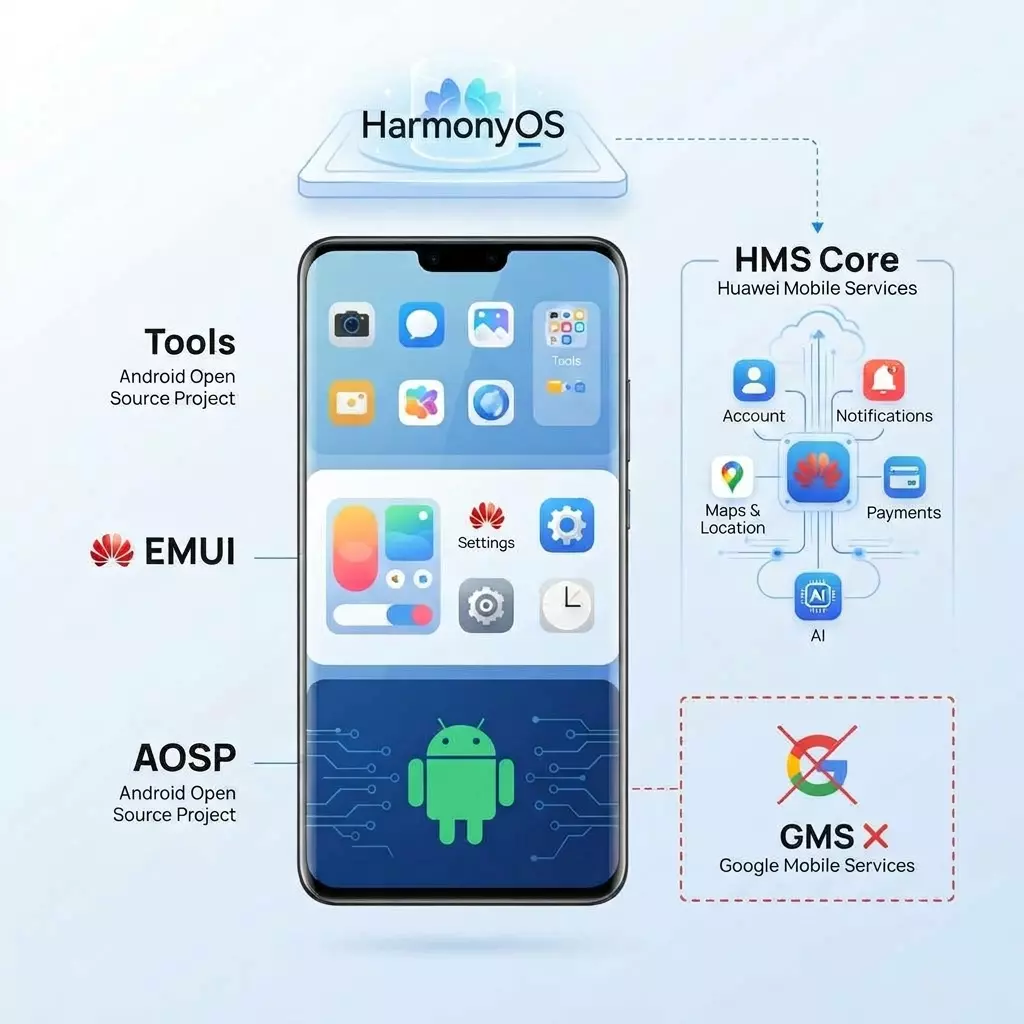 HarmonyOS
HMS Core
Huawei Mobile Services
Tools
Android Open
Source Project
Tools
Account
Notifications
Maps &
Location
Payments
AI
AI
EMUI
Settings
AOSP
Android Open
Source Project
GMS X
Google Mobile Services